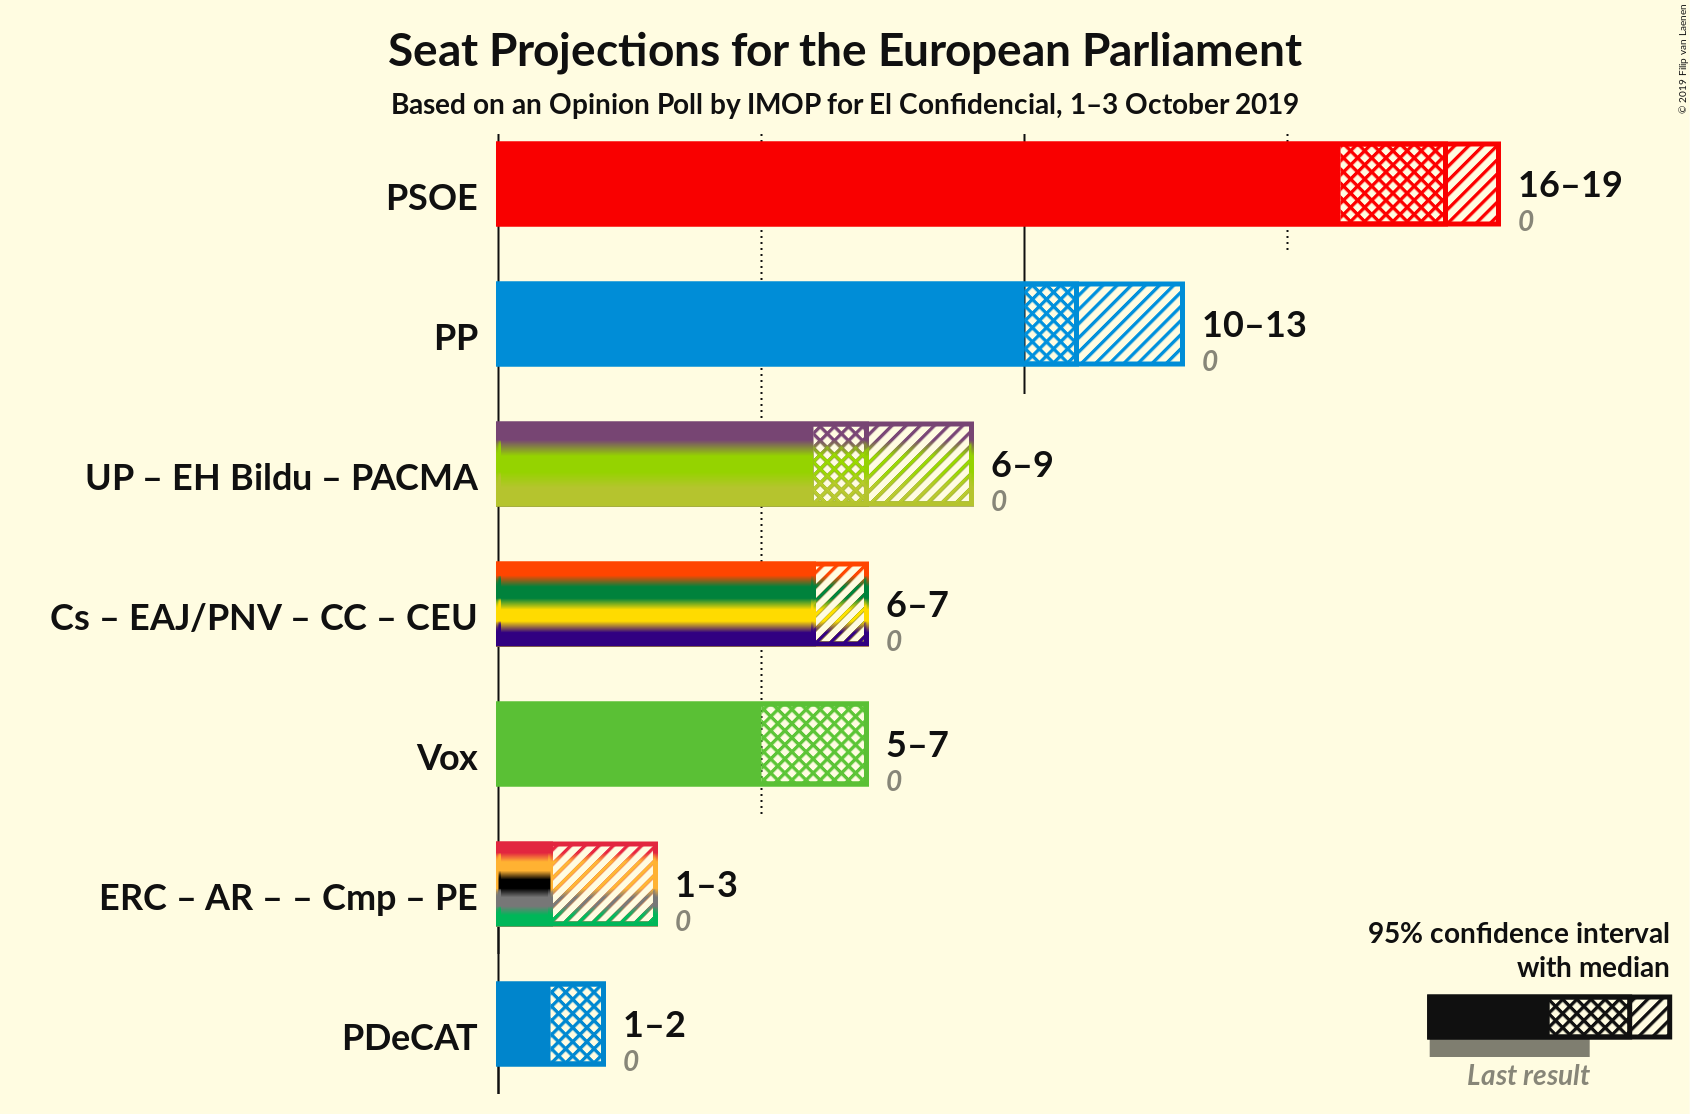 Seat Projections for the European Parliament
Based on an Opinion Poll by IMOP for El Confidencial, 1–3 October 2019
© 2019 Filip van Laenen
PSOE
16–19
0
PP
10–13
0
UP – EH Bildu – PACMA
6–9
0
Cs – EAJ/PNV – CC – CEU
6–7
0
Vox
5–7
0
ERC – AR – – Cmp – PE
1–3
0
PDeCAT
1–2
0
95% confidence interval
with median
Last result